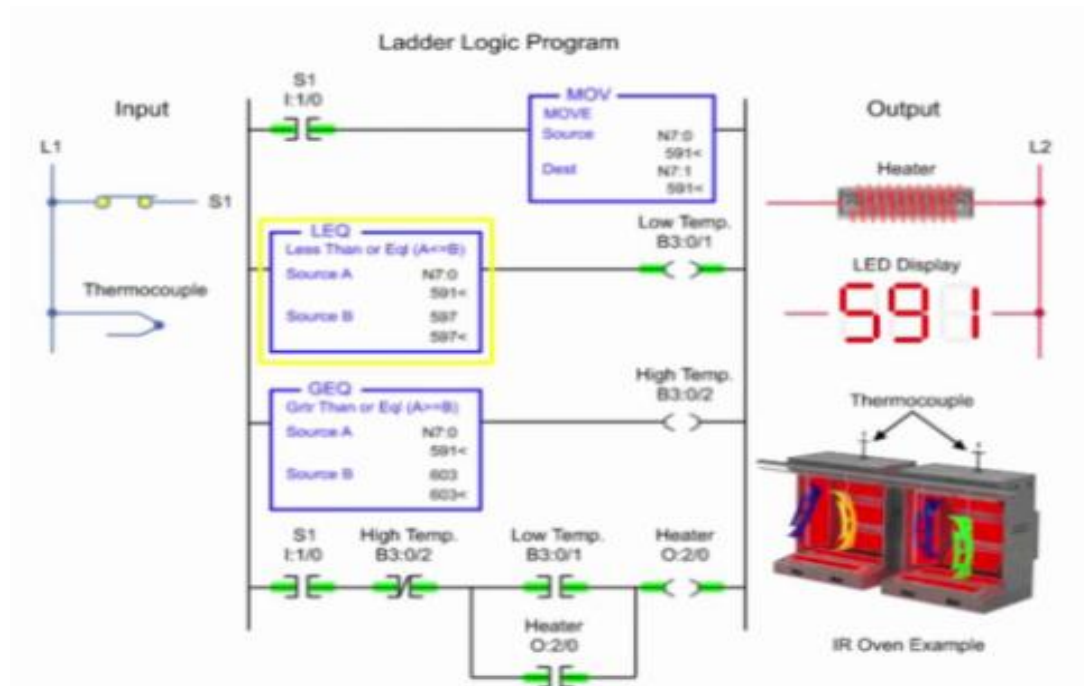 Ladder Logic Program
Input
Output
S1
I:1/0
MOV
MOVE
Source N7:0
591<
Dest N7:1
591<
L1
L2
S1
Heater
LEQ
Less Than or Eql (A<=B)
Source A N7:0
591<
Source B 597
597<
Low Temp.
B3:0/1
Thermocouple
LED Display
591
GEQ
Grtr Than or Eql (A>=B)
Source A N7:0
591<
Source B 603
603<
High Temp.
B3:0/2
Thermocouple
S1
I:1/0
High Temp.
B3:0/2
Low Temp.
B3:0/1
Heater
O:2/0
Heater
O:2/0
IR Oven Example